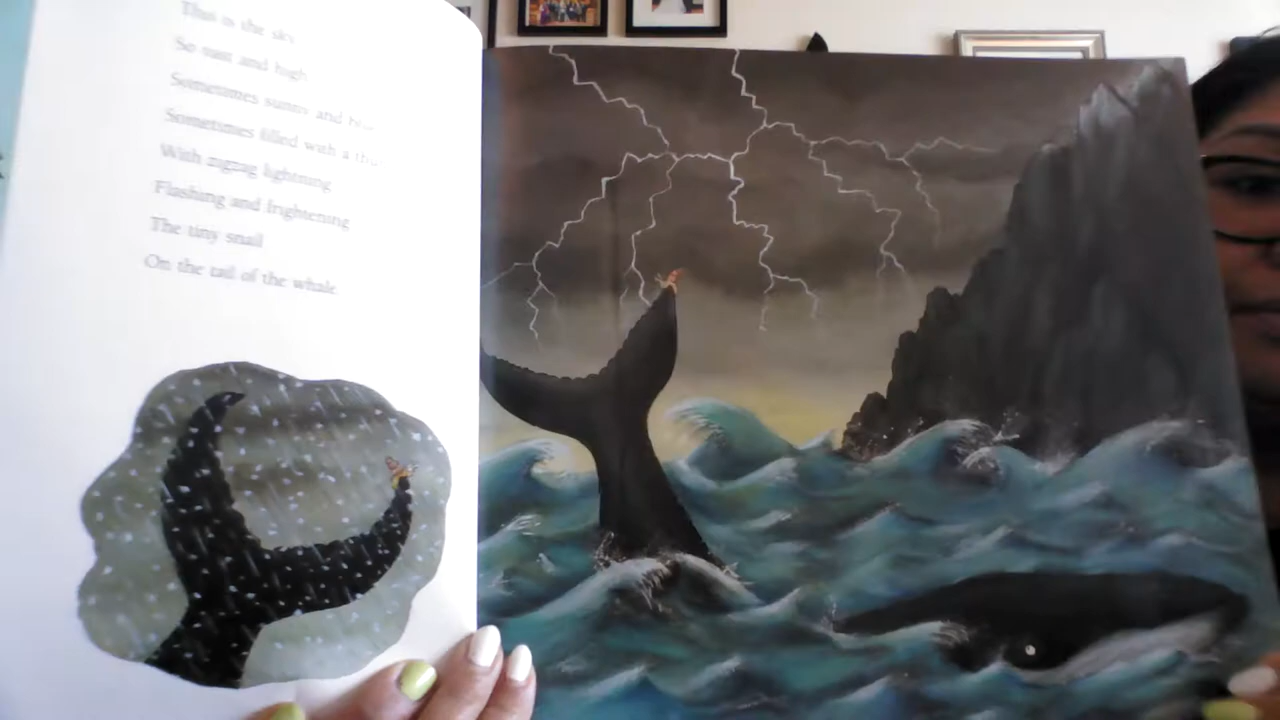 This is the sky
So vast and high
Sometimes sunny and
Sometimes filled with a
With zigzag lightning
Flashing and frightening
The tiny snail
On the tail of the whale